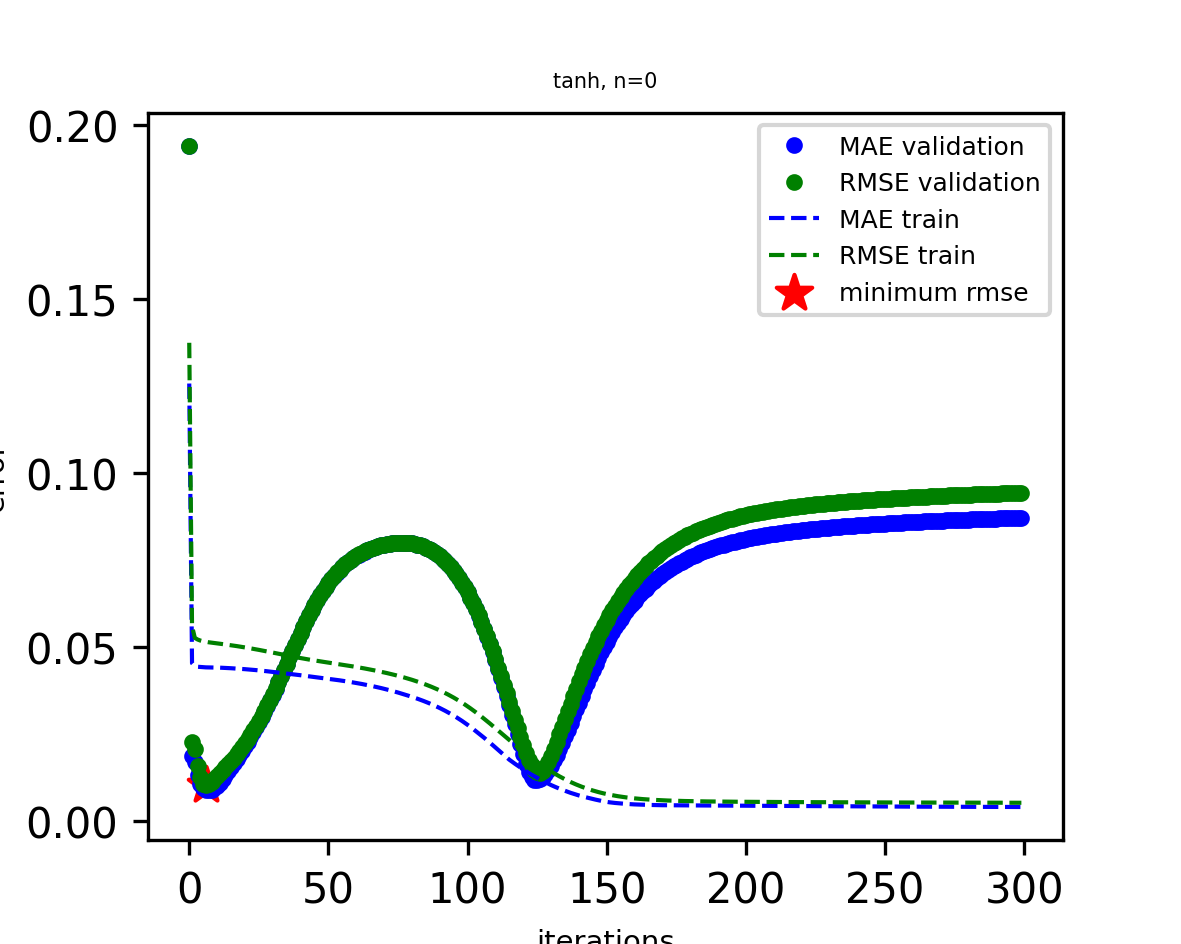 tanh, n=0
0.20
0.15
0.10
0.05
0.00
MAE validation
RMSE validation
MAE train
RMSE train
minimum rmse
0 50 100 150 200 250 300
iterations